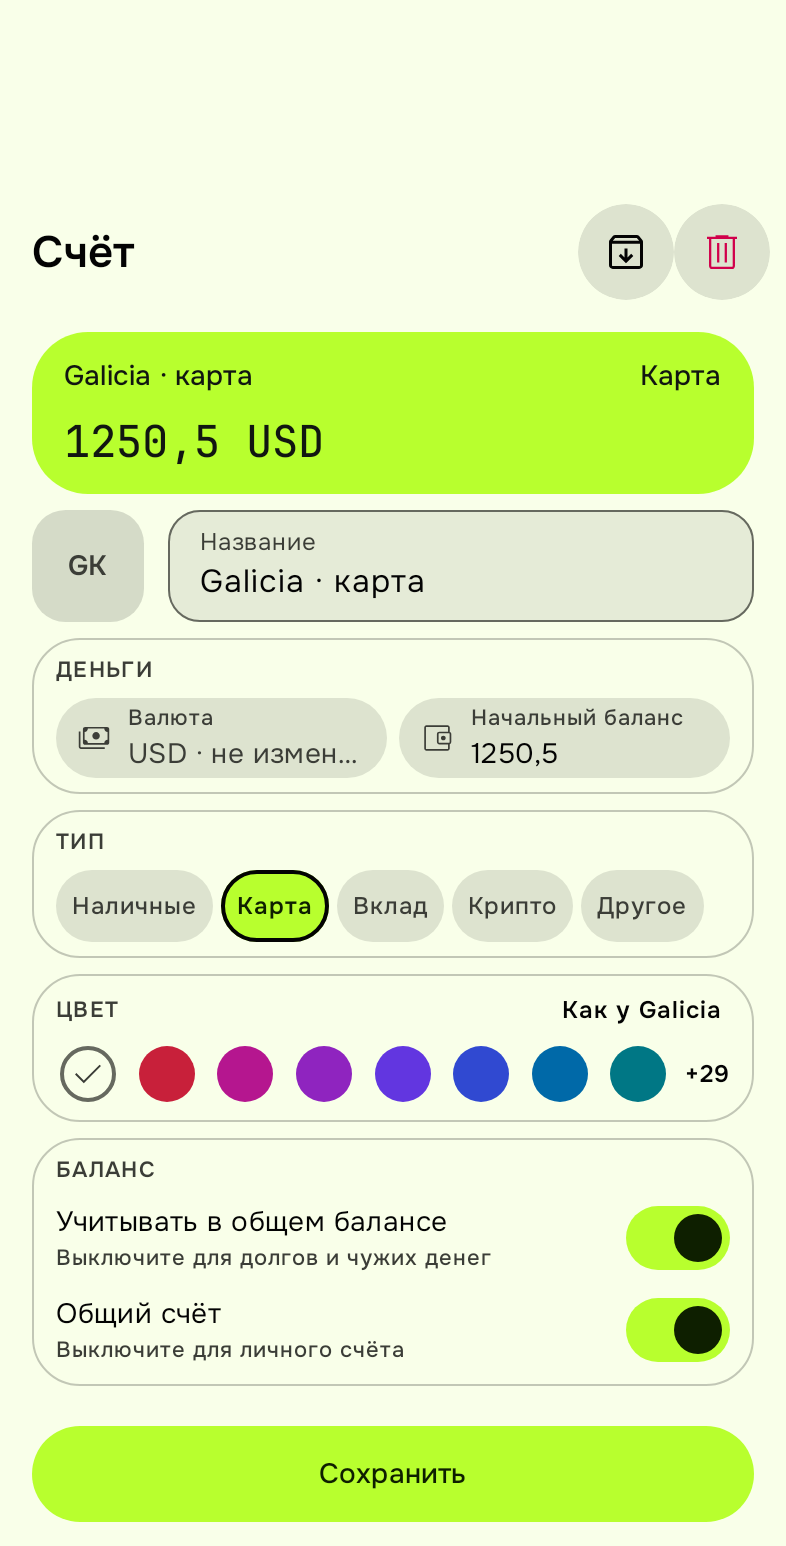 Счёт
Galicia · карта
Карта
1250,5 USD
GK
Название
Galicia · карта
ДЕНЬГИ
Валюта
USD · не измен...
Начальный баланс
1250,5
ТИП
Наличные
Карта
Вклад
Крипто
Другое
ЦВЕТ
Как у Galicia
+29
БАЛАНС
Учитывать в общем балансе
Выключите для долгов и чужих денег
Общий счёт
Выключите для личного счёта
Сохранить